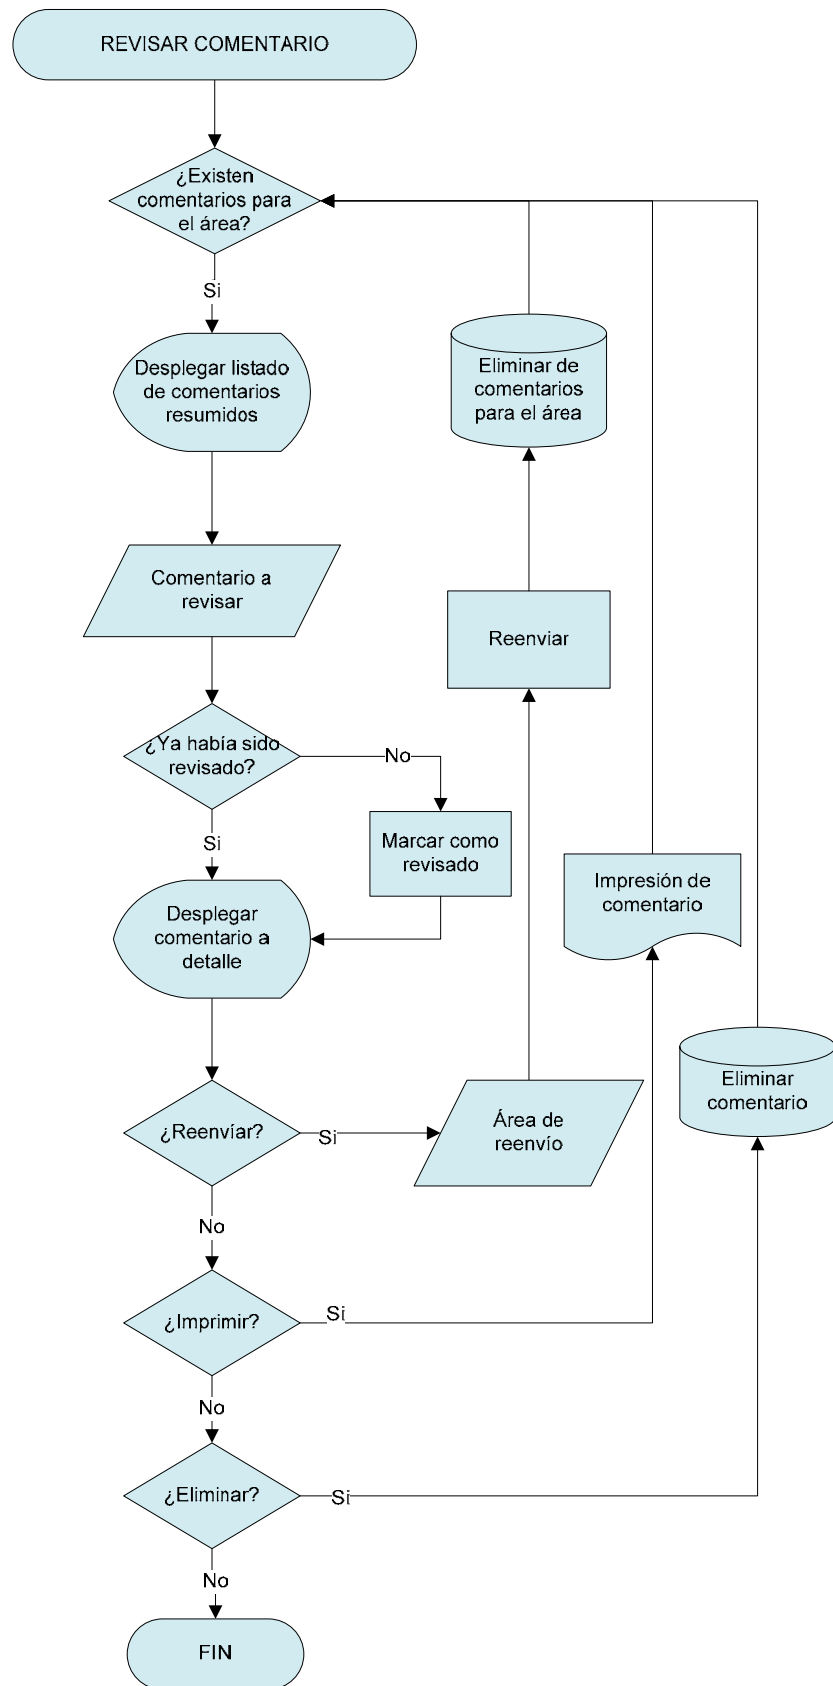 REVISAR COMENTARIO
¿Existen
comentarios para
el área?
Si
Desplegar listado
de comentarios
resumidos
Eliminar de
comentarios
para el área
Comentario a
revisar
Reenviar
¿Ya había sido
revisado?
No
Marcar como
revisado
Si
Desplegar
comentario a
detalle
Impresión de
comentario
Eliminar
comentario
¿Reenvíar?
Si
Área de
reenvío
No
¿Imprimir?
Si
No
¿Eliminar?
Si
No
FIN